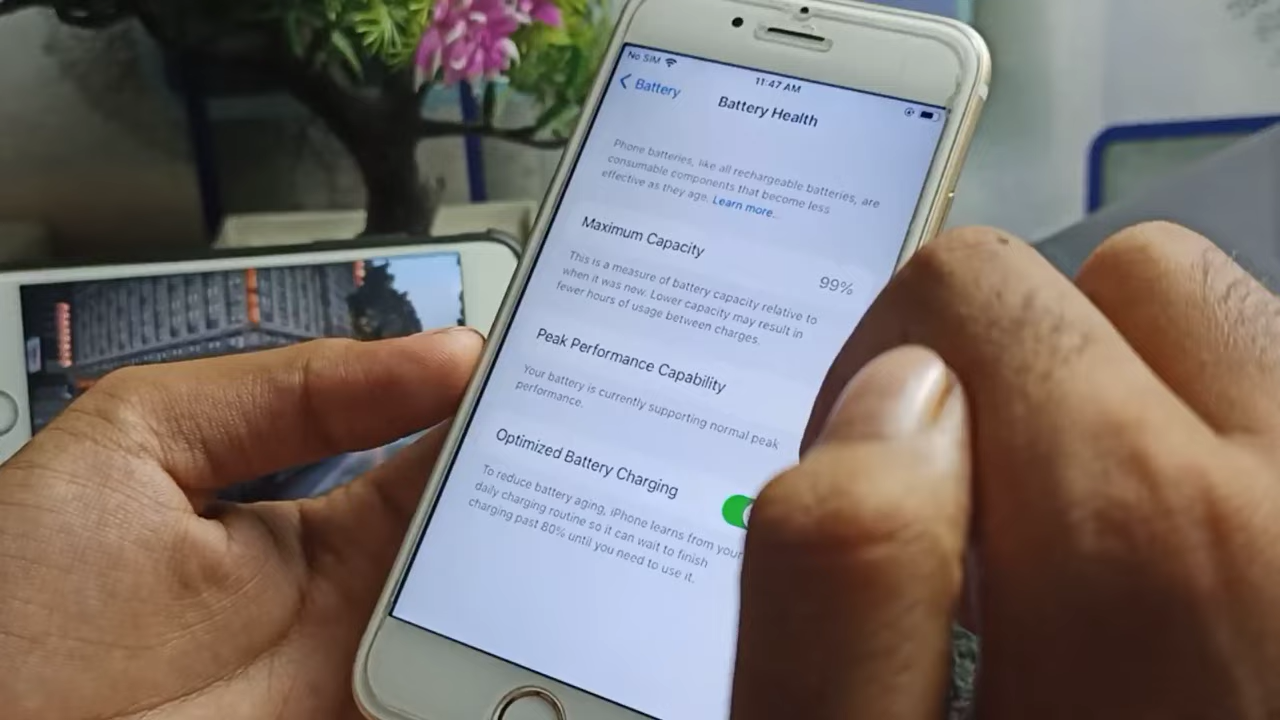 No SIM
11:47 AM
Battery
Battery Health
Phone batteries, like all rechargeable batteries, are
consumable components that become less
effective as they age. Learn more...
Maximum Capacity
99%
This is a measure of battery capacity relative to
when it was new. Lower capacity may result in
fewer hours of usage between charges.
Peak Performance Capability
Your battery is currently supporting normal peak
performance.
Optimized Battery Charging
To reduce battery aging, iPhone learns from your
daily charging routine so it can wait to finish
charging past 80% until you need to use it.